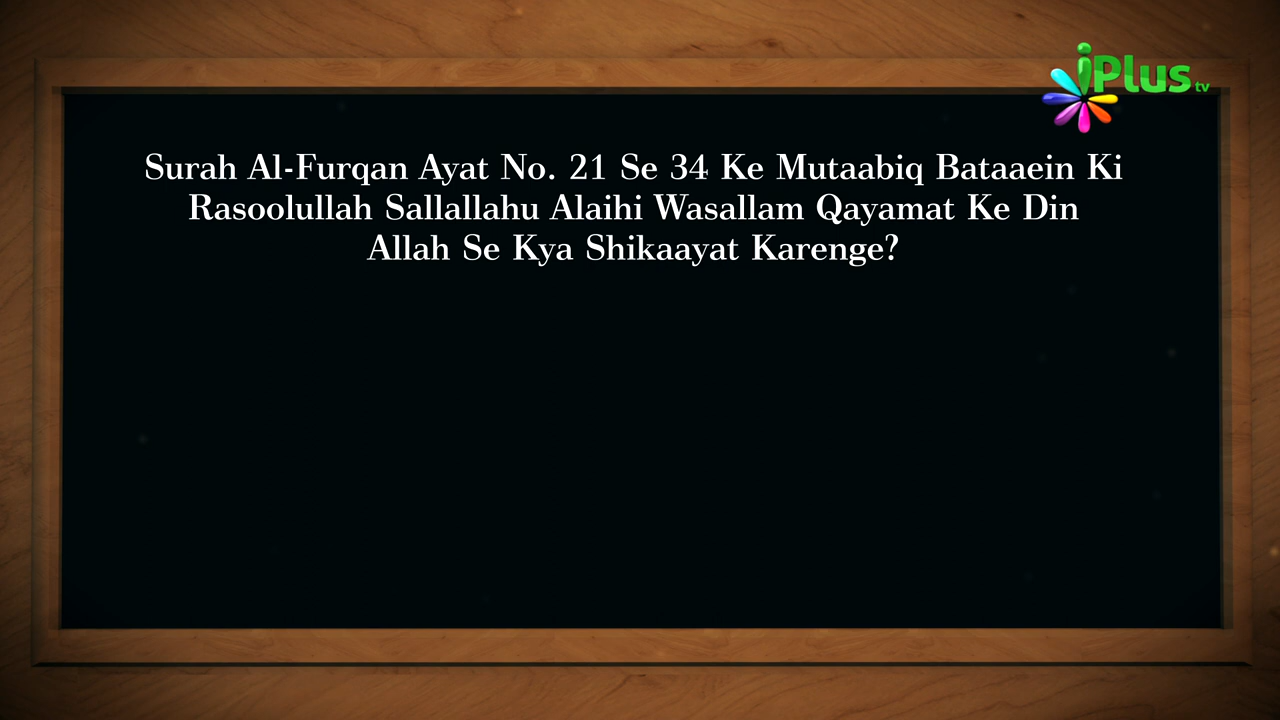 iPlus tv
Surah Al-Furqan Ayat No. 21 Se 34 Ke Mutaabiq Bataaein Ki
Rasoolullah Sallallahu Alaihi Wasallam Qayamat Ke Din
Allah Se Kya Shikaayat Karenge?